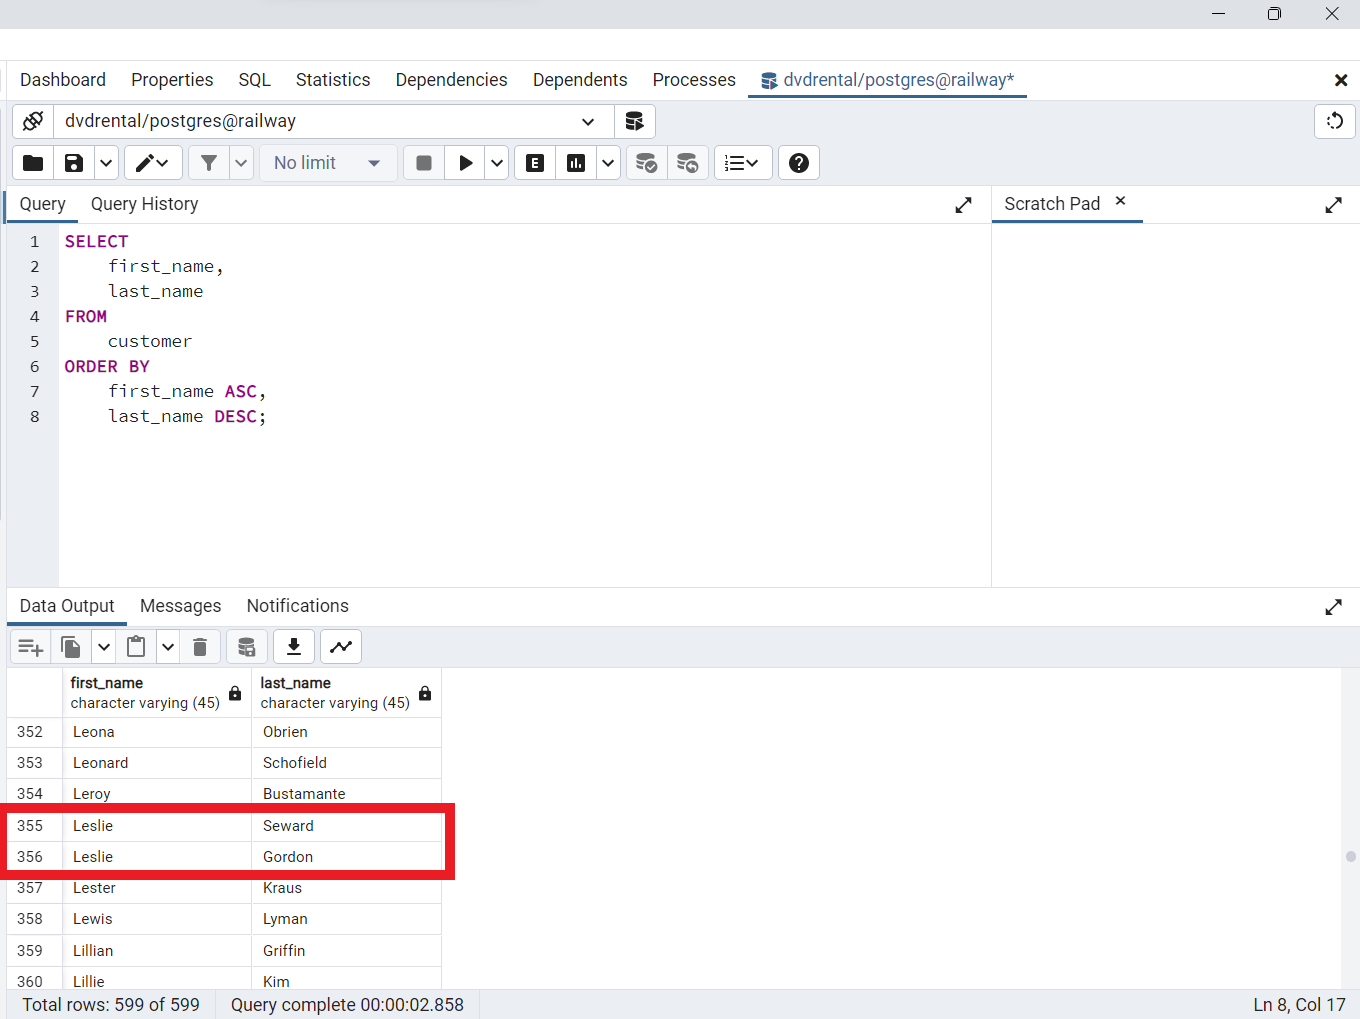 Dashboard Properties SQL Statistics Dependencies Dependents Processes dvdrental/postgres@railway*
dvdrental/postgres@railway
No limit E
Query Query History Scratch Pad
1 SELECT
2 first_name,
3 last_name
4 FROM
5 customer
6 ORDER BY
7 first_name ASC,
8 last_name DESC;
Data Output Messages Notifications
first_name last_name
character varying (45) character varying (45)
352 Leona Obrien
353 Leonard Schofield
354 Leroy Bustamante
355 Leslie Seward
356 Leslie Gordon
357 Lester Kraus
358 Lewis Lyman
359 Lillian Griffin
360 Lillie Kim
Total rows: 599 of 599 Query complete 00:00:02.858 Ln 8, Col 17